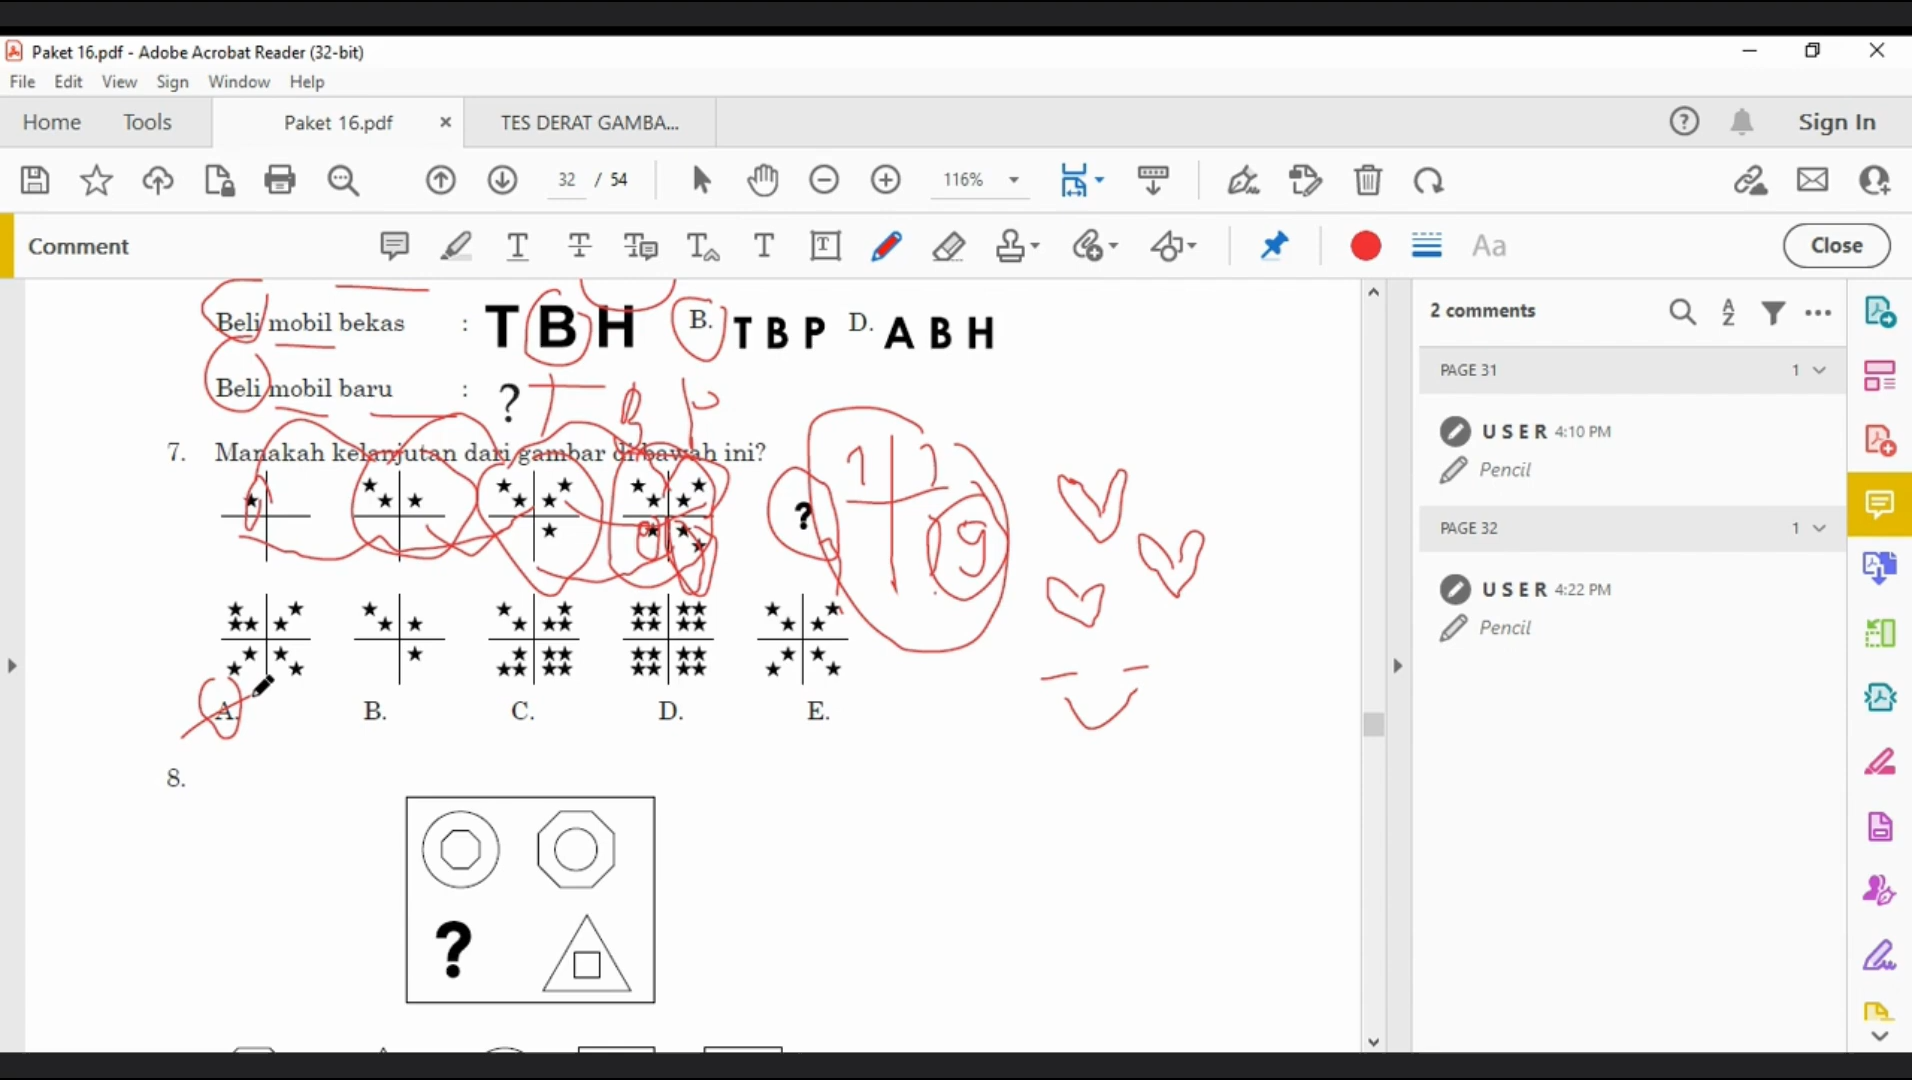 Paket 16.pdf - Adobe Acrobat Reader (32-bit)
File Edit View Sign Window Help
Home Tools Paket 16.pdf × TES DERAT GAMBA... Sign In
32 / 54 116%
Comment T T T T T Aa Close
Beli mobil bekas : T B H B. T B P D. A B H
Beli mobil baru : ?
T B P
7. Manakah kelanjutan dari gambar di bawah ini?
?
A. B. C. D. E.
8.
?
2 comments
PAGE 31 1
U S E R 4:10 PM
Pencil
PAGE 32 1
U S E R 4:22 PM
Pencil